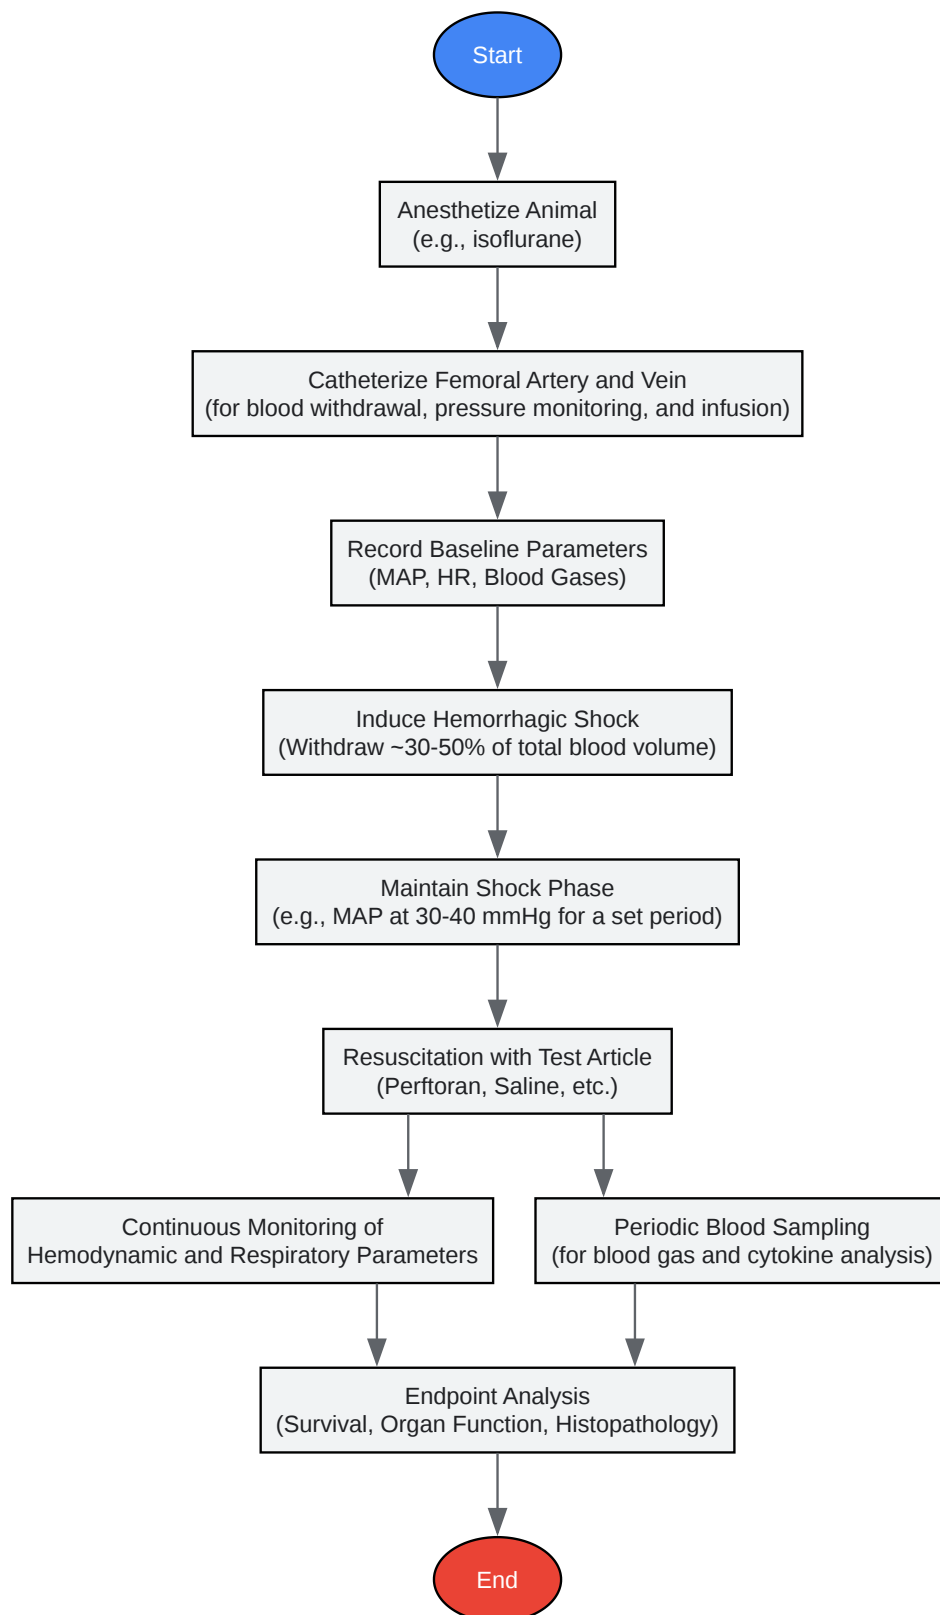 Start
Anesthetize Animal
(e.g., isoflurane)
Catheterize Femoral Artery and Vein
(for blood withdrawal, pressure monitoring, and infusion)
Record Baseline Parameters
(MAP, HR, Blood Gases)
Induce Hemorrhagic Shock
(Withdraw ~30-50% of total blood volume)
Maintain Shock Phase
(e.g., MAP at 30-40 mmHg for a set period)
Resuscitation with Test Article
(Perftoran, Saline, etc.)
Continuous Monitoring of
Hemodynamic and Respiratory Parameters
Periodic Blood Sampling
(for blood gas and cytokine analysis)
Endpoint Analysis
(Survival, Organ Function, Histopathology)
End